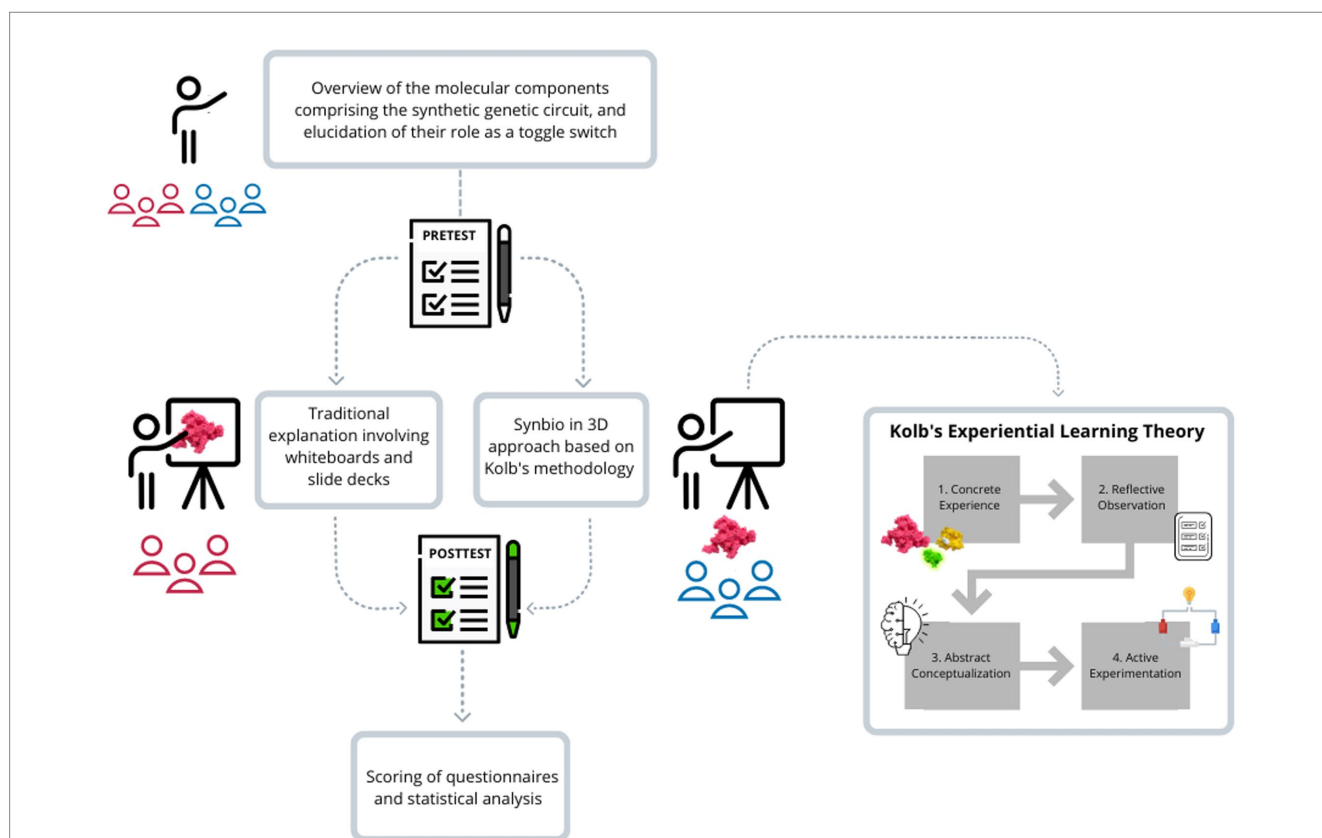 Overview of the molecular components
comprising the synthetic genetic circuit, and
elucidation of their role as a toggle switch
PRETEST
Traditional
explanation involving
whiteboards and
slide decks
Synbio in 3D
approach based on
Kolb's methodology
POSTTEST
Scoring of questionnaires
and statistical analysis
Kolb's Experiential Learning Theory
1. Concrete
Experience
2. Reflective
Observation
3. Abstract
Conceptualization
4. Active
Experimentation